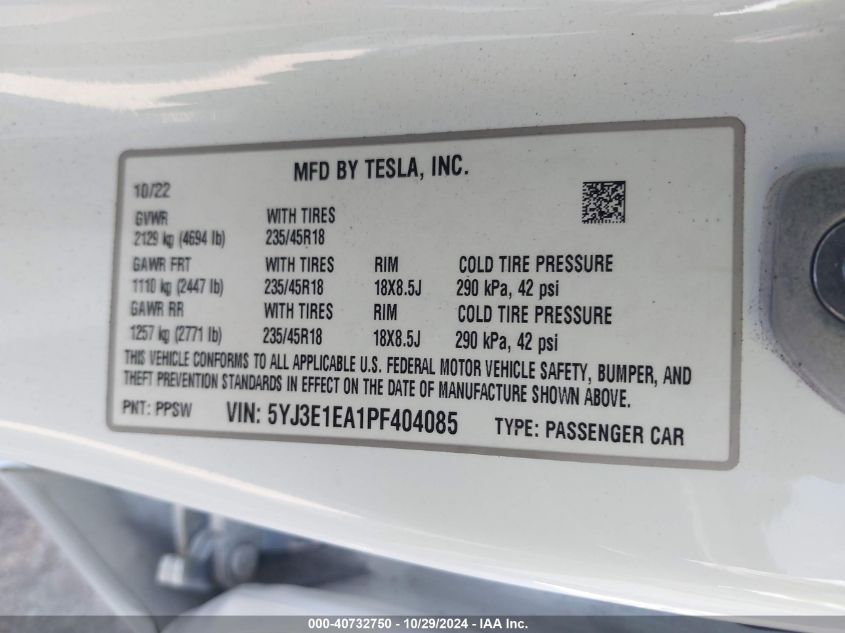 MFD BY TESLA, INC.
10/22
GVWR WITH TIRES
2129 kg (4694 lb) 235/45R18
GAWR FRT WITH TIRES RIM COLD TIRE PRESSURE
1110 kg (2447 lb) 235/45R18 18X8.5J 290 kPa, 42 psi
GAWR RR WITH TIRES RIM COLD TIRE PRESSURE
1257 kg (2771 lb) 235/45R18 18X8.5J 290 kPa, 42 psi
THIS VEHICLE CONFORMS TO ALL APPLICABLE U.S. FEDERAL MOTOR VEHICLE SAFETY, BUMPER, AND
THEFT PREVENTION STANDARDS IN EFFECT ON THE DATE OF MANUFACTURE SHOWN ABOVE.
PNT: PPSW VIN: 5YJ3E1EA1PF404085 TYPE: PASSENGER CAR
000-40732750 - 10/29/2024 - IAA Inc.